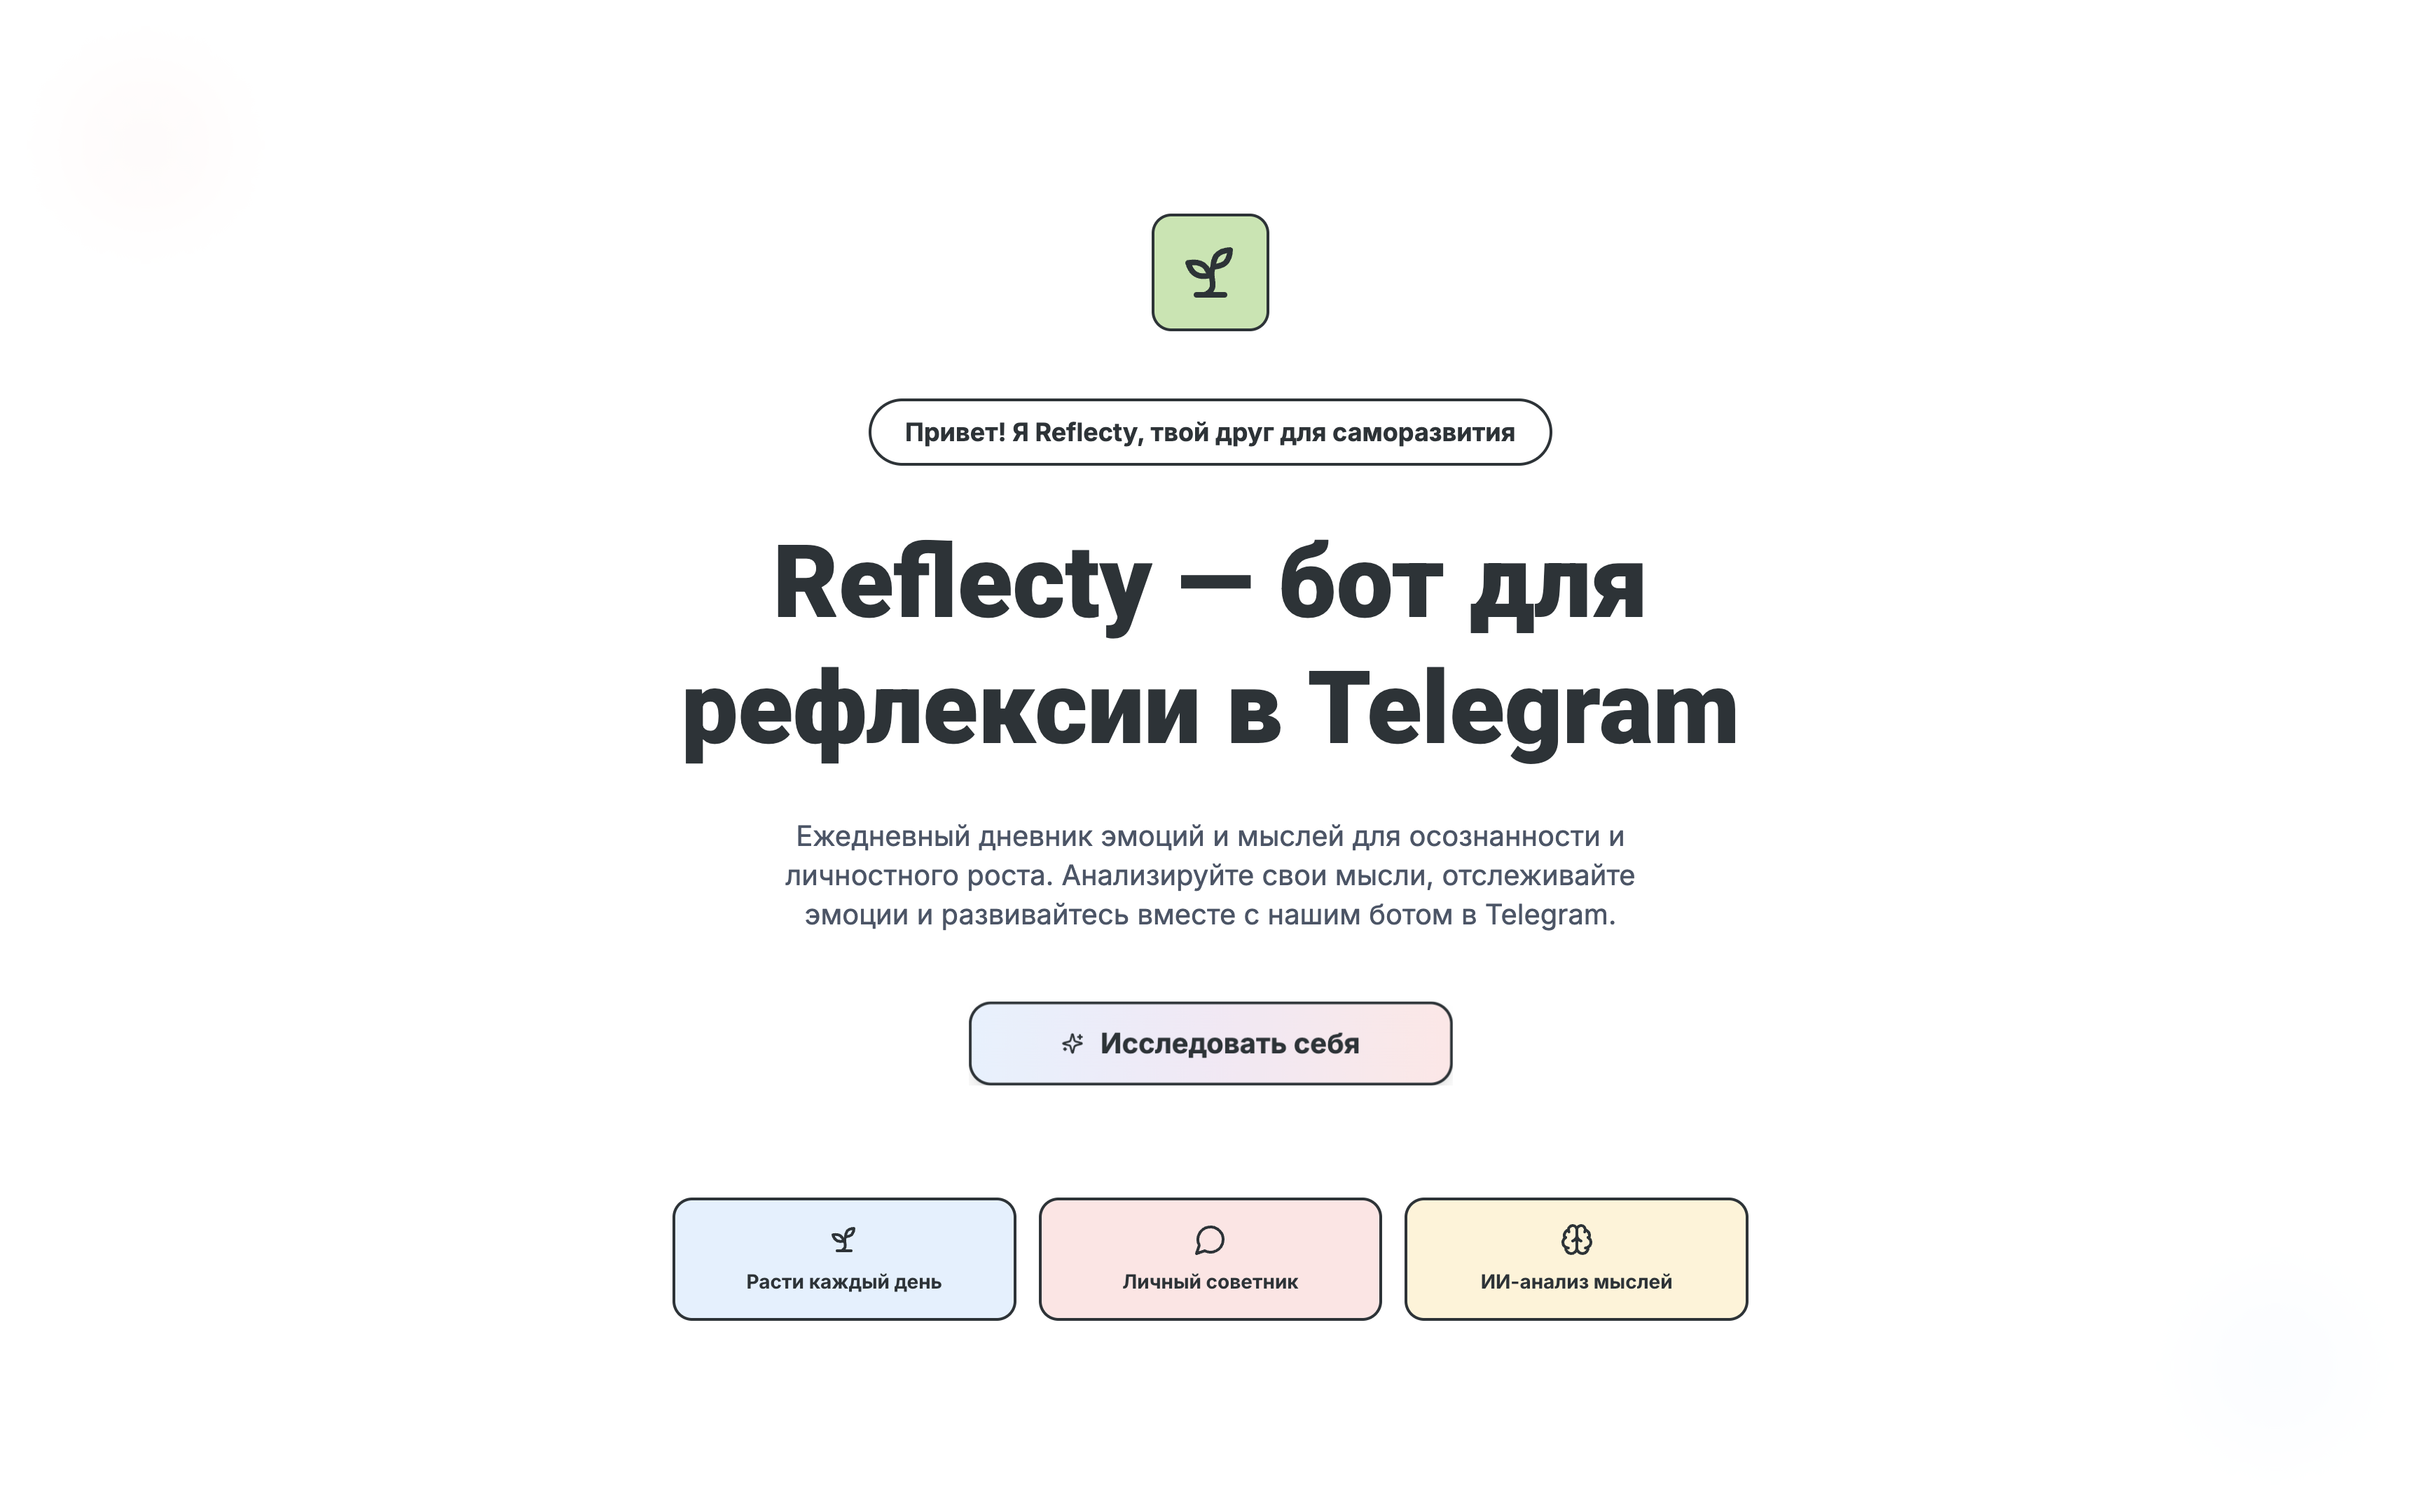 Привет! Я Reflecty, твой друг для саморазвития
Reflecty — бот для
рефлексии в Telegram
Ежедневный дневник эмоций и мыслей для осознанности и
личностного роста. Анализируйте свои мысли, отслеживайте
эмоции и развивайтесь вместе с нашим ботом в Telegram.
Исследовать себя
Расти каждый день
Личный советник
ИИ-анализ мыслей